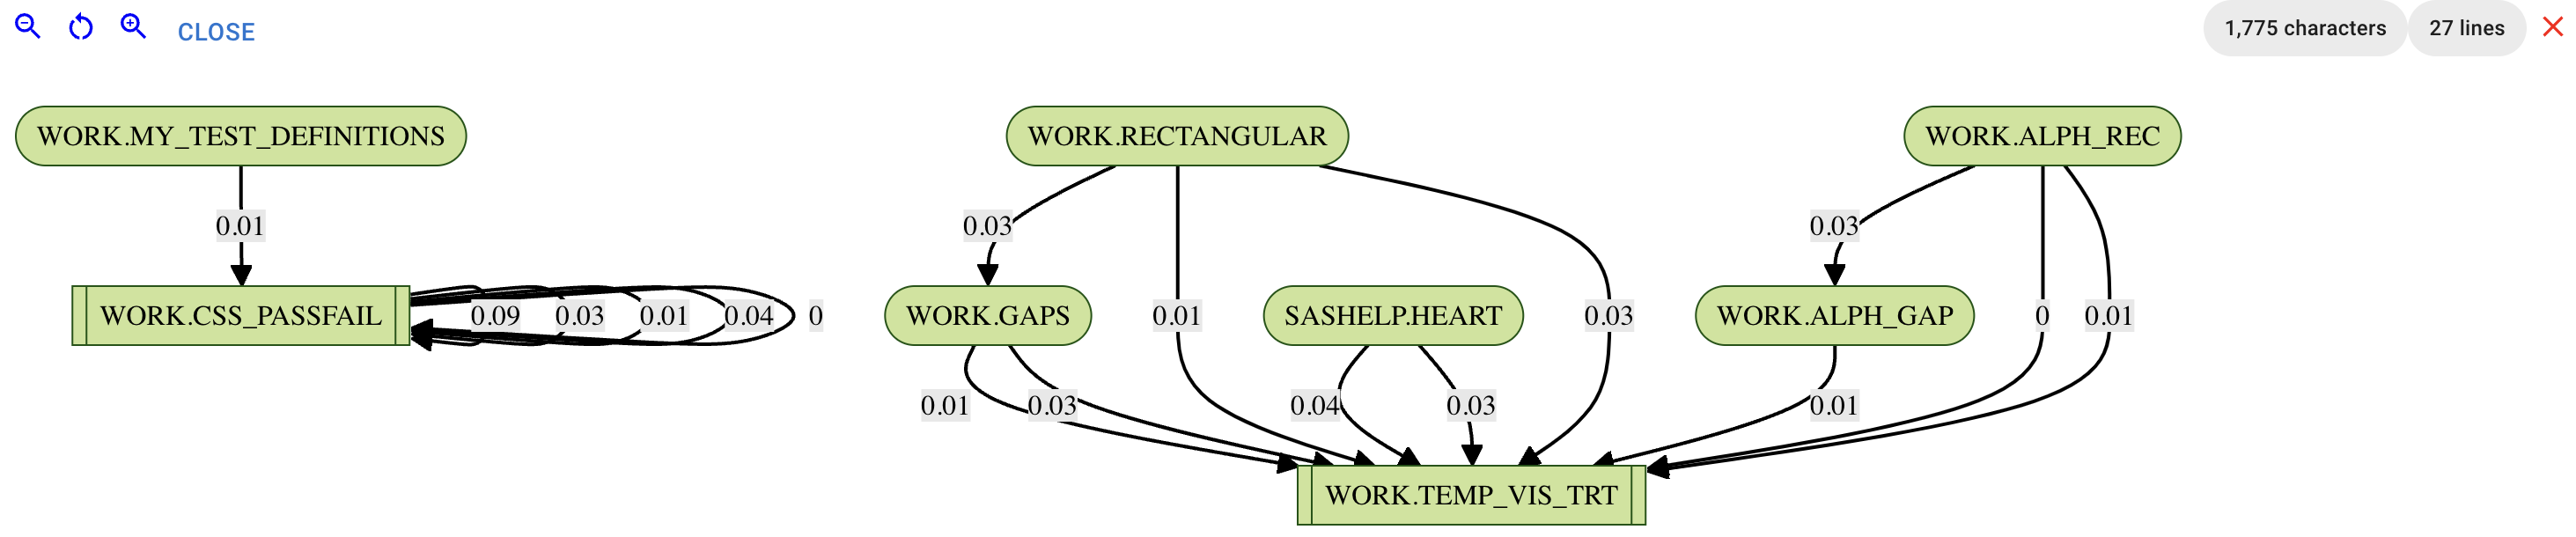 CLOSE
1,775 characters
27 lines
WORK.MY_TEST_DEFINITIONS
WORK.RECTANGULAR
WORK.ALPH_REC
0.01
0.03
0.03
WORK.CSS_PASSFAIL
0.09
0.03
0.01
0.04
0
WORK.GAPS
0.01
SASHELP.HEART
0.03
WORK.ALPH_GAP
0
0.01
0.01
0.03
0.04
0.03
0.01
WORK.TEMP_VIS_TRT